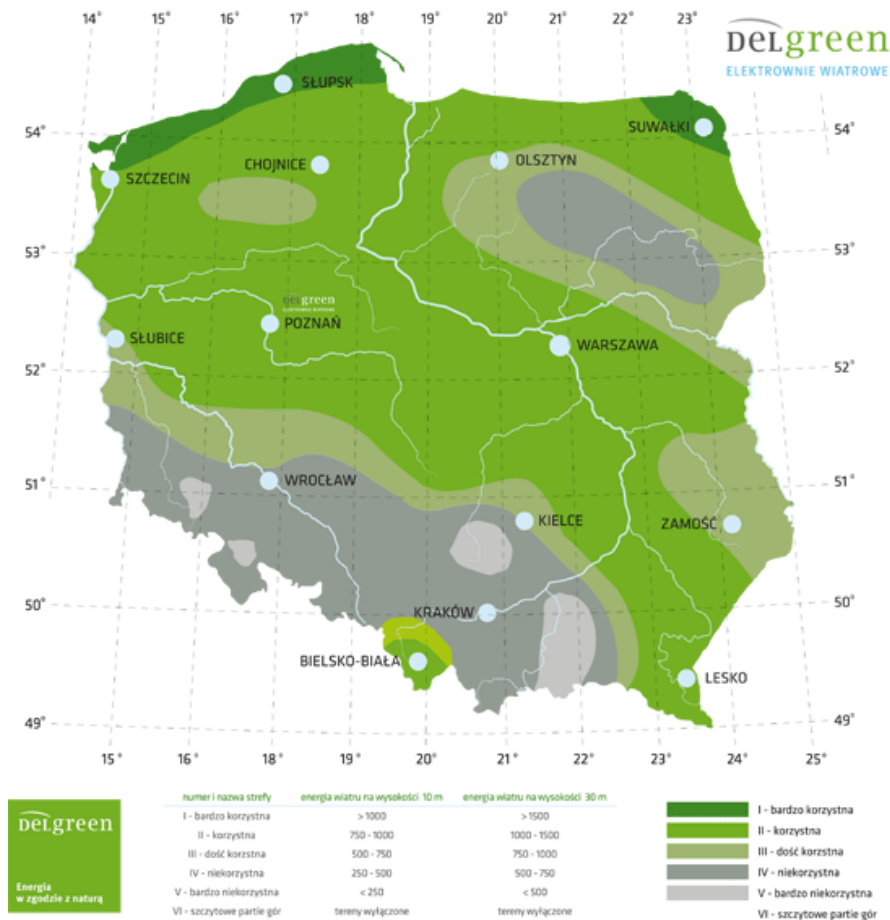 14° 15° 16° 17° 18° 19° 20° 21° 22° 23°
DELgreen
ELEKTROWNIE WIATROWE
SŁUPSK
54° SUWAŁKI 54°
CHOJNICE OLSZTYN
SZCZECIN
53° 53°
DELgreen
ELEKTROWNIE WIATROWE
POZNAŃ
SŁUBICE WARSZAWA
52° 52°
51° WROCŁAW 51°
KIELCE ZAMOŚĆ
50° KRAKÓW 50°
BIELSKO-BIAŁA
LESKO
49° 49°
15° 16° 17° 18° 19° 20° 21° 22° 23° 24° 25°
DELgreen
Energia
w zgodzie z naturą
numer i nazwa strefy energia wiatru na wysokości 10 m energia wiatru na wysokości 30 m
I - bardzo korzystna >1000 >1500
II - korzystna 750-1000 1000-1500
III - dość korzstna 500 - 750 750-1000
IV - niekorzystna 250-500 500-750
V - bardzo niekorzystna < 250 < 500
VI - szczytowe partie gór tereny wyłączone tereny wyłączone
I - bardzo korzystna
II - korzystna
III - dość korzstna
IV - niekorzystna
V - bardzo niekorzystna
VI - szczytowe partie gór